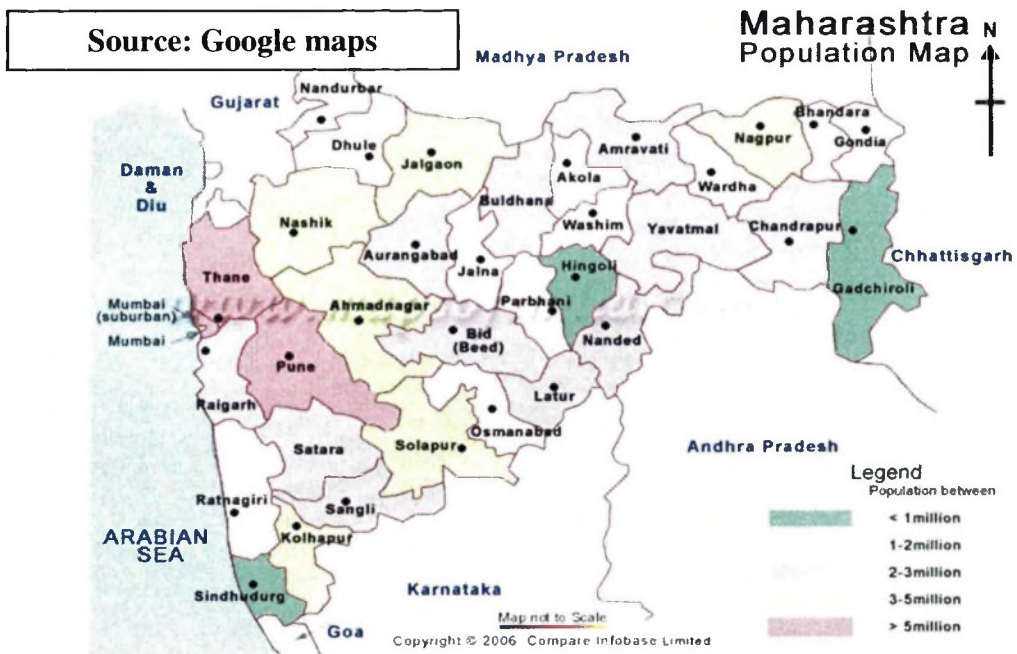 Source: Google maps
Maharashtra
Population Map
N
Madhya Pradesh
Gujarat
Nandurbar
Dhule
Jalgaon
Amravati
Nagpur
Bhandara
Gondia
Akola
Wardha
Daman
&
Diu
Buldhana
Nashik
Washim
Yavatmal
Chandrapur
Aurangabad
Jalna
Hingoli
Chhattisgarh
Thane
Gadchiroli
Mumbai
(suburban)
Ahmadnagar
Parbhani
Mumbai
Bid
(Beed)
Nanded
Pune
Latur
Raigarh
Osmanabad
Satara
Solapur
Andhra Pradesh
Ratnagiri
Sangli
ARABIAN
SEA
Kolhapur
Sindhudurg
Karnataka
Goa
Legend
Population between
< 1million
1-2million
2-3million
3-5million
> 5million
Map not to Scale
Copyright © 2006 Compare Infobase Limited